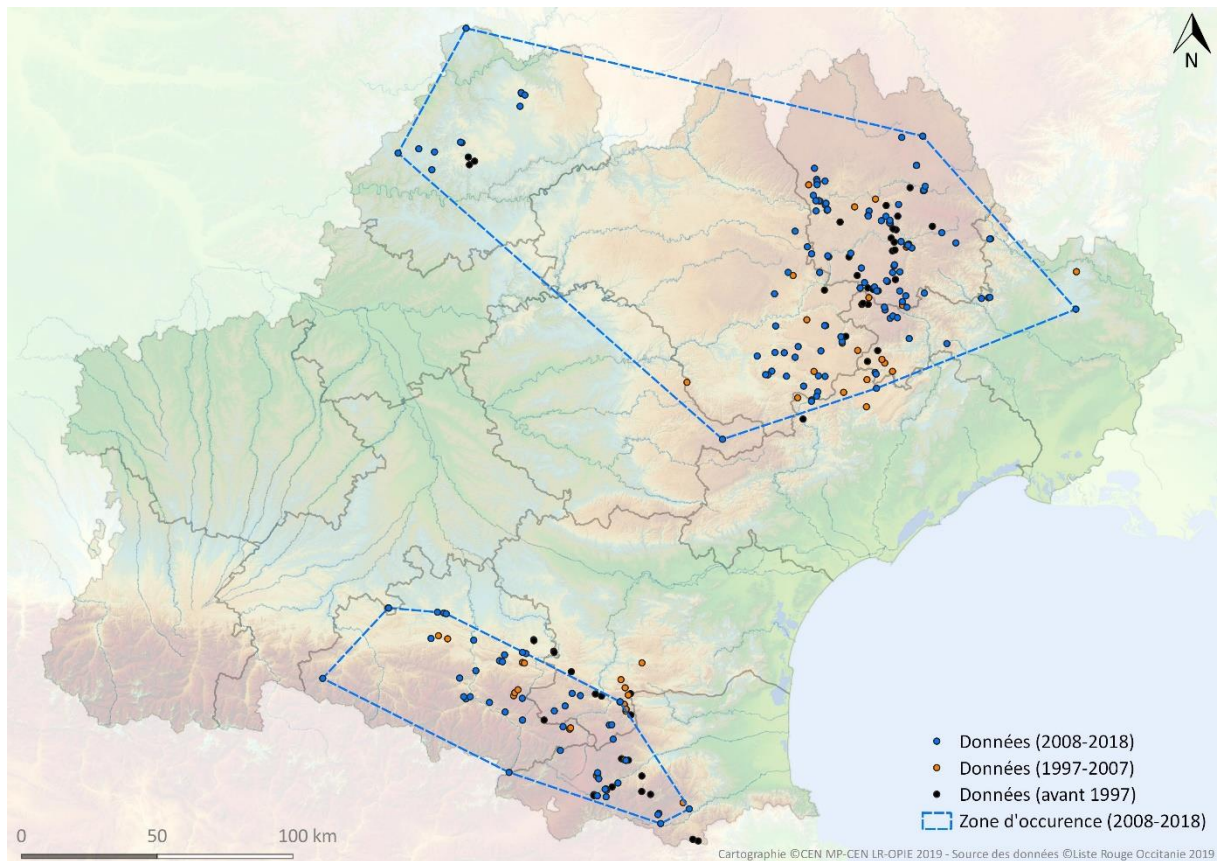 N
Données (2008-2018)
Données (1997-2007)
Données (avant 1997)
Zone d'occurence (2008-2018)
0 50 100 km
Cartographie ©CEN MP-CEN LR-OPIE 2019 - Source des données ©Liste Rouge Occitanie 2019